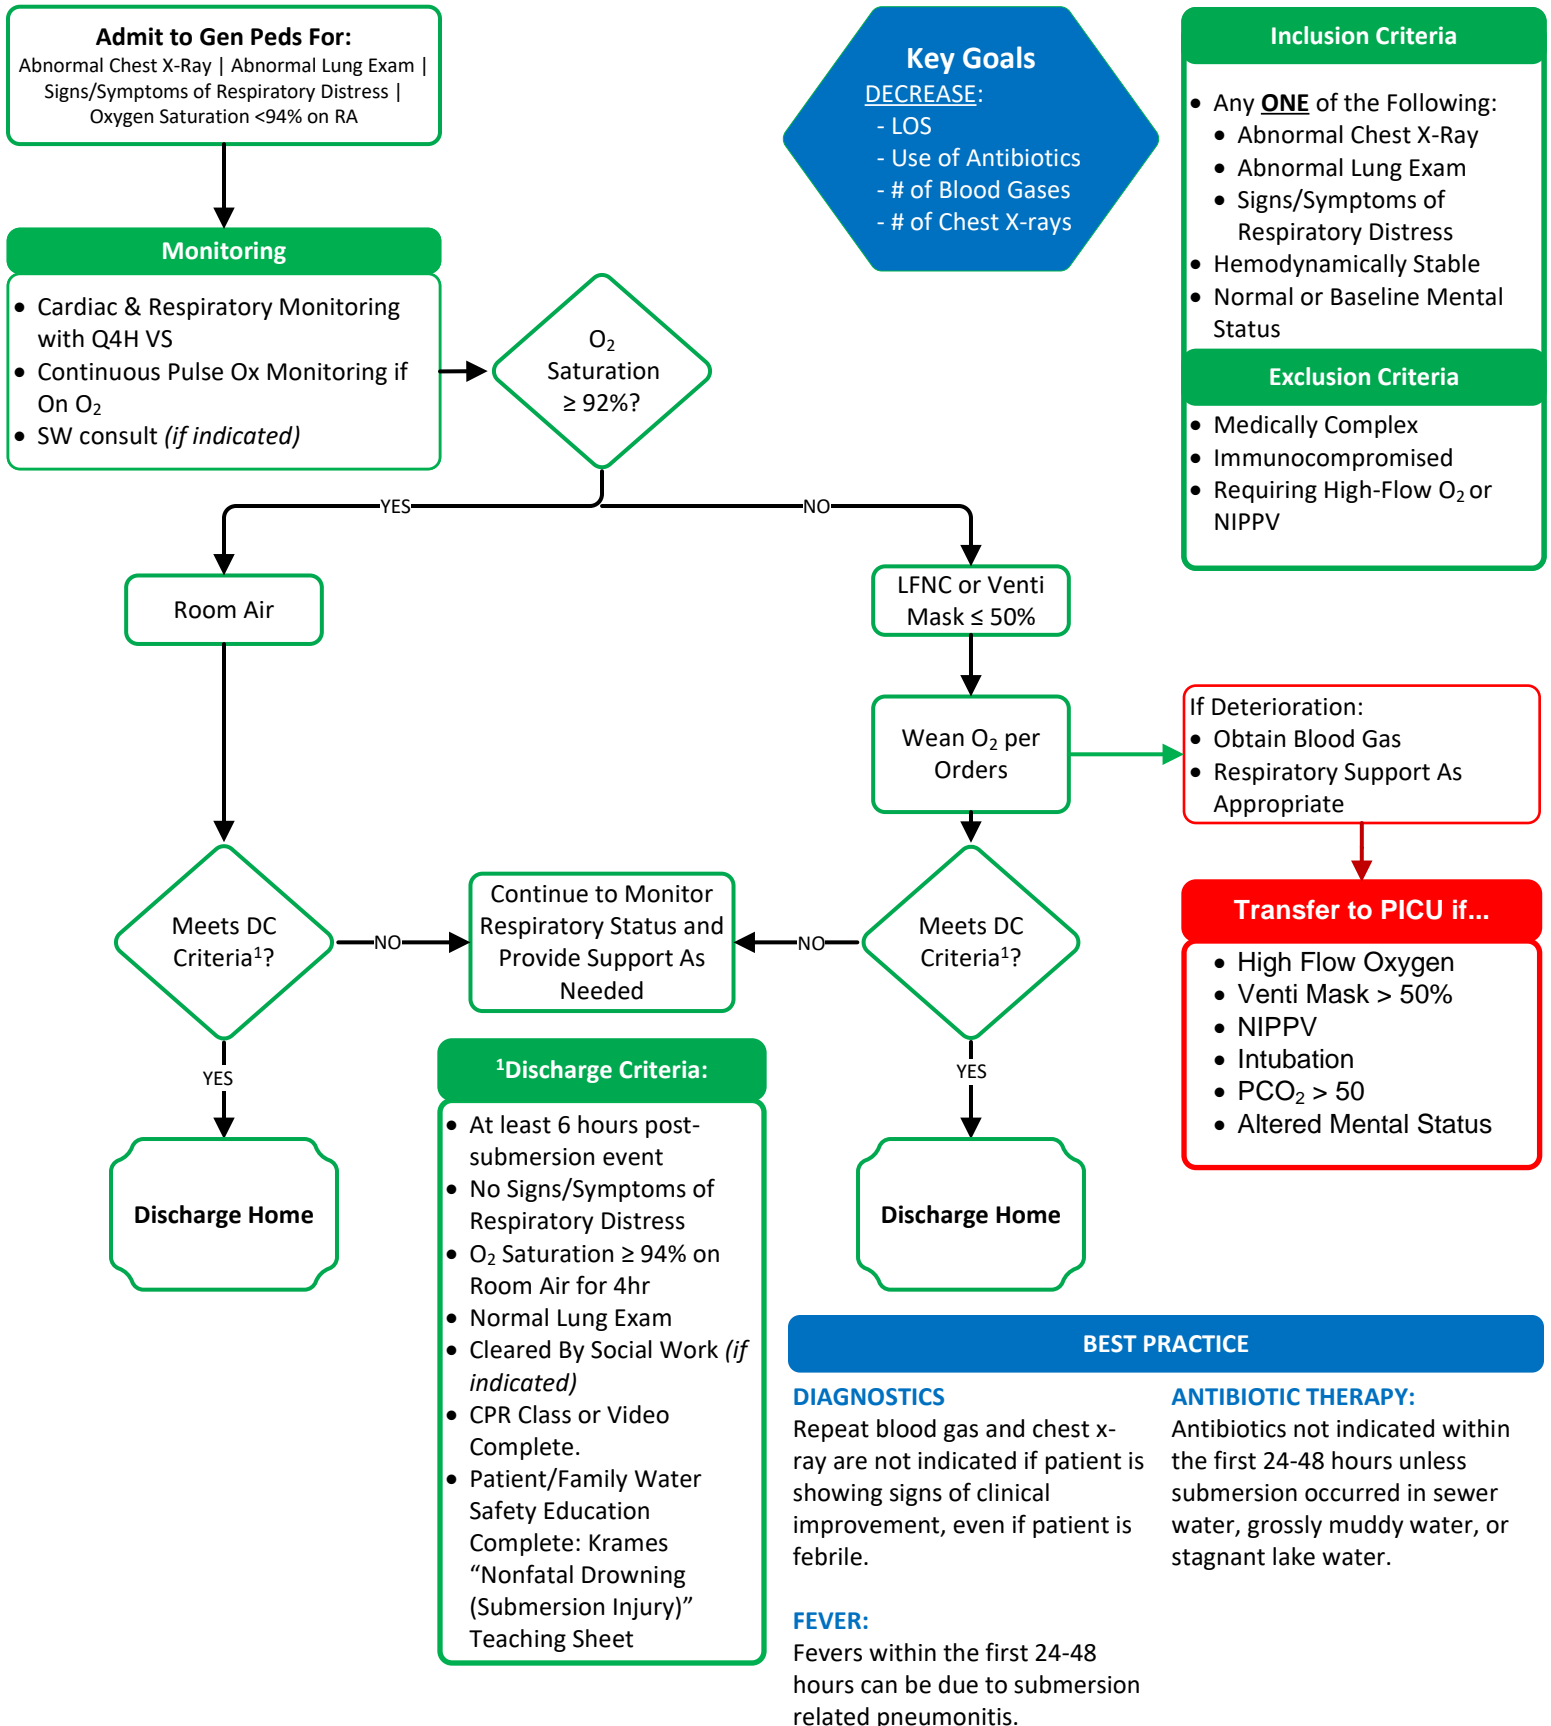 Admit to Gen Peds For:
Abnormal Chest X-Ray | Abnormal Lung Exam |
Signs/Symptoms of Respiratory Distress |
Oxygen Saturation <94% on RA
Key Goals
DECREASE:
- LOS
- Use of Antibiotics
- # of Blood Gases
- # of Chest X-rays
Inclusion Criteria
• Any ONE of the Following:
• Abnormal Chest X-Ray
• Abnormal Lung Exam
• Signs/Symptoms of
Respiratory Distress
• Hemodynamically Stable
• Normal or Baseline Mental
Status
Exclusion Criteria
• Medically Complex
• Immunocompromised
• Requiring High-Flow O₂ or
NIPPV
Monitoring
• Cardiac & Respiratory Monitoring
with Q4H VS
• Continuous Pulse Ox Monitoring if
On O₂
• SW consult (if indicated)
O₂
Saturation
≥ 92%?
YES
NO
Room Air
LFNC or Venti
Mask ≤ 50%
Wean O₂ per
Orders
If Deterioration:
• Obtain Blood Gas
• Respiratory Support As
Appropriate
Meets DC
Criteria¹?
NO
Continue to Monitor
Respiratory Status and
Provide Support As
Needed
NO
Meets DC
Criteria¹?
Transfer to PICU if...
• High Flow Oxygen
• Venti Mask > 50%
• NIPPV
• Intubation
• PCO₂ > 50
• Altered Mental Status
YES
YES
Discharge Home
Discharge Home
¹Discharge Criteria:
• At least 6 hours post-
submersion event
• No Signs/Symptoms of
Respiratory Distress
• O₂ Saturation ≥ 94% on
Room Air for 4hr
• Normal Lung Exam
• Cleared By Social Work (if
indicated)
• CPR Class or Video
Complete.
• Patient/Family Water
Safety Education
Complete: Krames
“Nonfatal Drowning
(Submersion Injury)”
Teaching Sheet
BEST PRACTICE
DIAGNOSTICS
Repeat blood gas and chest x-
ray are not indicated if patient is
showing signs of clinical
improvement, even if patient is
febrile.
FEVER:
Fevers within the first 24-48
hours can be due to submersion
related pneumonitis.
ANTIBIOTIC THERAPY:
Antibiotics not indicated within
the first 24-48 hours unless
submersion occurred in sewer
water, grossly muddy water, or
stagnant lake water.